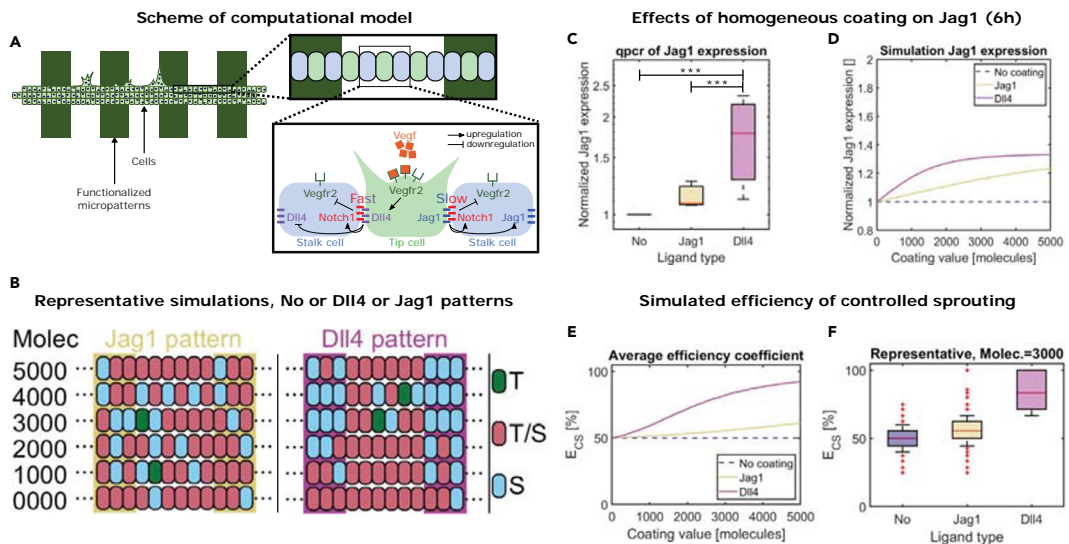 Scheme of computational model
A
Cells
Functionalized
micropatterns
Vegf
upregulation
downregulation
Vegfr2
Vegfr2
Vegfr2
Fast
Slow
Dll4
Notch1
Dll4
Jag1
Notch1
Jag1
Stalk cell
Tip cell
Stalk cell
B
Representative simulations, No or Dll4 or Jag1 patterns
Molec
Jag1 pattern
Dll4 pattern
5000
4000
3000
2000
1000
0000
T
T/S
S
Effects of homogeneous coating on Jag1 (6h)
C
qpcr of Jag1 expression
Normalized Jag1 expression
2.5
2
1.5
1
***
***
No
Jag1
Dll4
Ligand type
D
Simulation Jag1 expression
Normalized Jag1 expression []
2
1.8
1.6
1.4
1.2
1
0.8
No coating
Jag1
Dll4
0
1000
2000
3000
4000
5000
Coating value [molecules]
Simulated efficiency of controlled sprouting
E
Average efficiency coefficient
ECS [%]
100
50
100
No coating
Jag1
Dll4
0
1000
2000
3000
4000
5000
Coating value [molecules]
F
Representative, Molec.=3000
ECS [%]
100
50
0
No
Jag1
Dll4
Ligand type